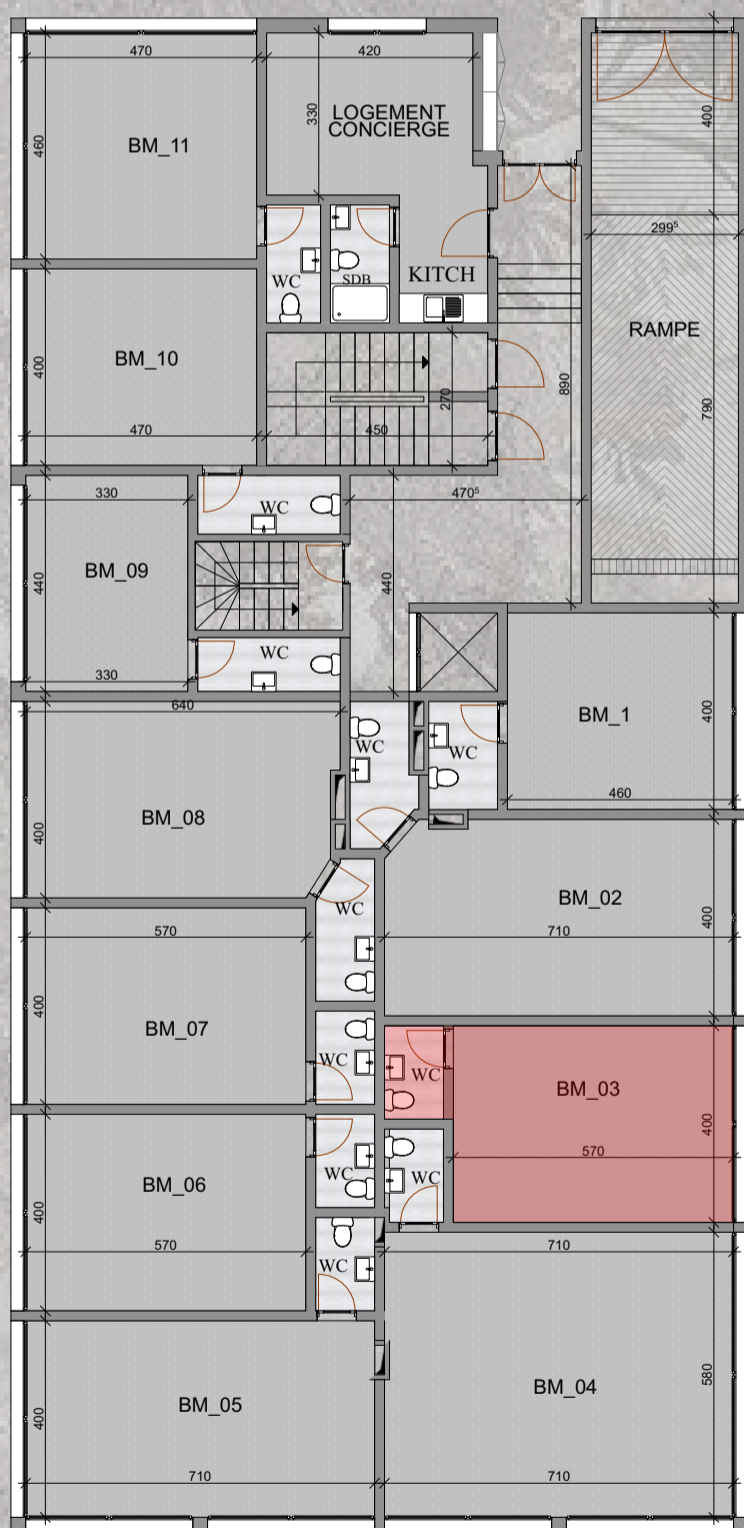 470
420
400
330
LOGEMENT
CONCIERGE
460
BM_11
299⁵
WC
SDB
KITCH
RAMPE
BM_10
400
270
890
790
470
450
330
470⁵
WC
BM_09
440
440
WC
330
640
BM_1
400
WC
WC
460
BM_08
400
BM_02
WC
400
570
710
400
BM_07
WC
WC
BM_03
400
570
WC
WC
BM_06
400
570
WC
710
BM_04
580
BM_05
400
710
710